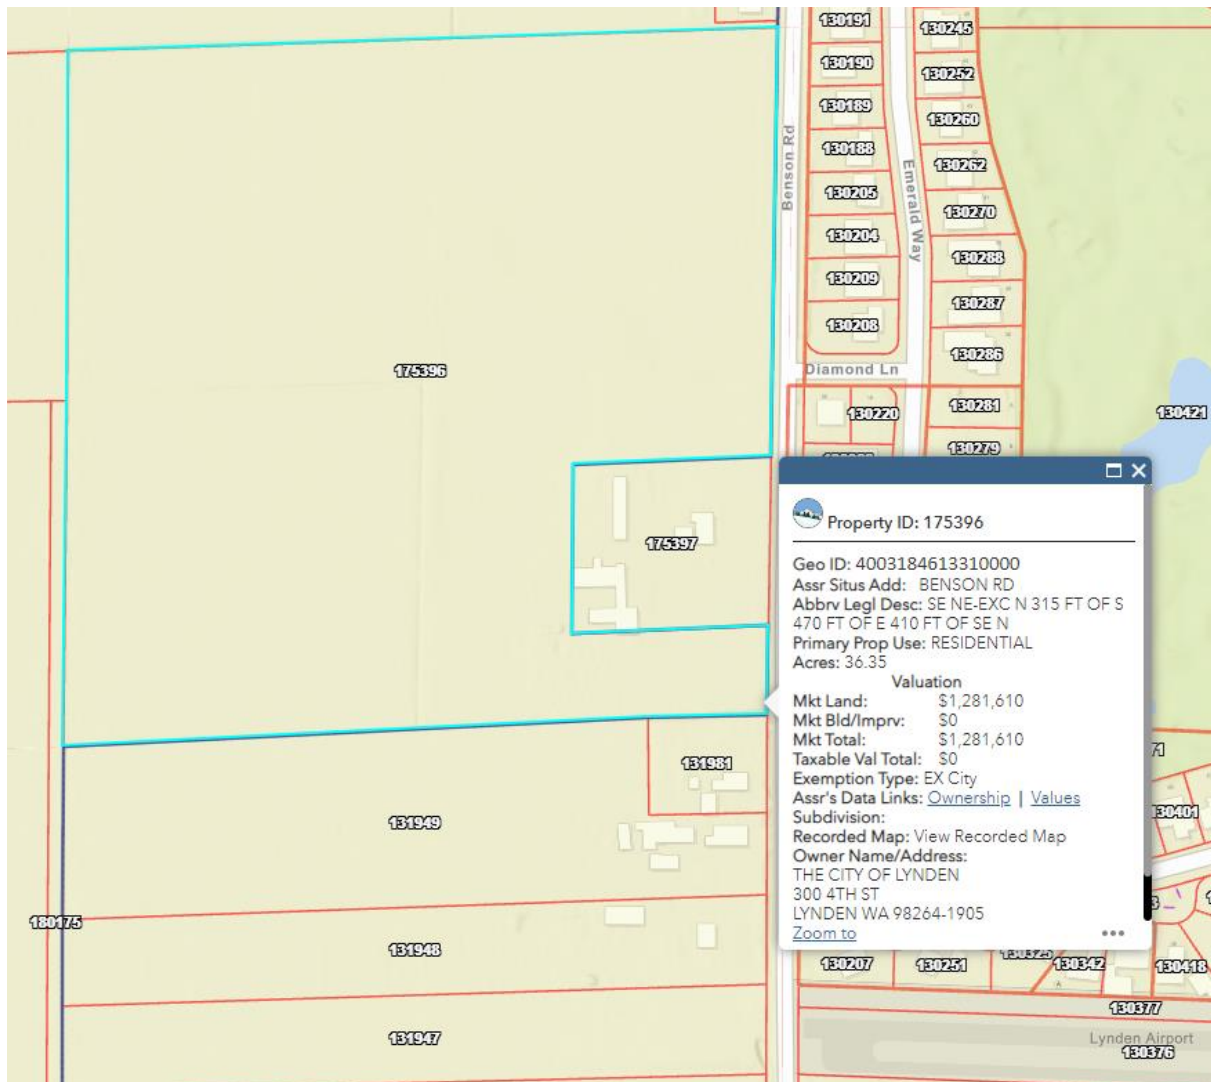 130191
130245
130190
130252
130189
130260
130188
130262
130205
130270
130204
130288
130209
130287
130208
130286
Benson Rd
Emerald Way
Diamond Ln
175396
130220
130281
130421
130279
175397
Property ID: 175396
Geo ID: 4003184613310000
Assr Situs Add: BENSON RD
Abbrv Legl Desc: SE NE-EXC N 315 FT OF S
470 FT OF E 410 FT OF SE N
Primary Prop Use: RESIDENTIAL
Acres: 36.35
Valuation
Mkt Land: $1,281,610
Mkt Bld/Imprv: $0
Mkt Total: $1,281,610
Taxable Val Total: $0
Exemption Type: EX City
Assr's Data Links: Ownership | Values
Subdivision:
Recorded Map: View Recorded Map
Owner Name/Address:
THE CITY OF LYNDEN
300 4TH ST
LYNDEN WA 98264-1905
Zoom to
131981
131949
130401
180175
131948
130207
130251
130325
130342
130418
130377
131947
Lynden Airport
130376